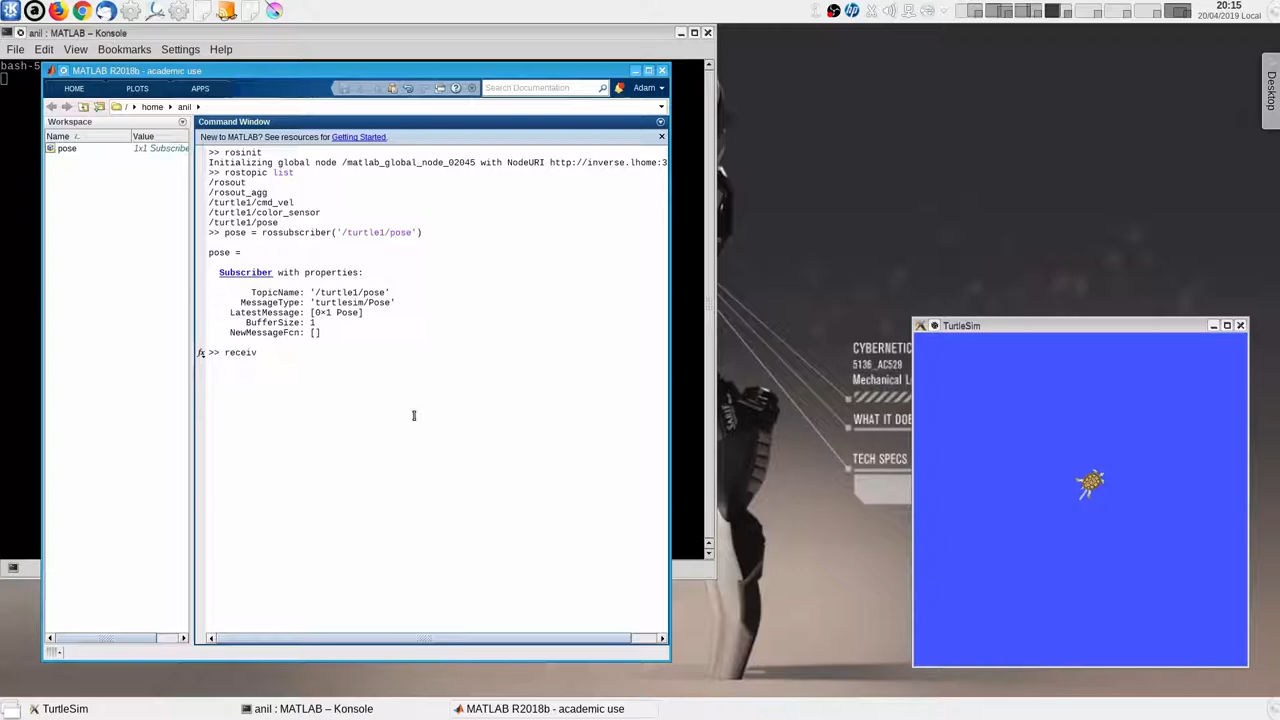 20:15
20/04/2019 Local
anil : MATLAB – Konsole
File Edit View Bookmarks Settings Help
bash-5
MATLAB R2018b - academic use
HOME PLOTS APPS
Search Documentation
Adam
/ home anil
Workspace
Name
Value
pose
1x1 Subscribe
Command Window
New to MATLAB? See resources for Getting Started.
>> rosinit
Initializing global node /matlab_global_node_02045 with NodeURI http://inverse.lhome:3
>> rostopic list
/rosout
/rosout_agg
/turtle1/cmd_vel
/turtle1/color_sensor
/turtle1/pose
>> pose = rossubscriber('/turtle1/pose')
pose =
Subscriber with properties:
TopicName: '/turtle1/pose'
MessageType: 'turtlesim/Pose'
LatestMessage: [0×1 Pose]
BufferSize: 1
NewMessageFcn: []
fx >> receiv
Desktop
TurtleSim
CYBERNETIC
5136_AC529
Mechanical L
WHAT IT DOE
TECH SPECS
TurtleSim
anil : MATLAB – Konsole
MATLAB R2018b - academic use